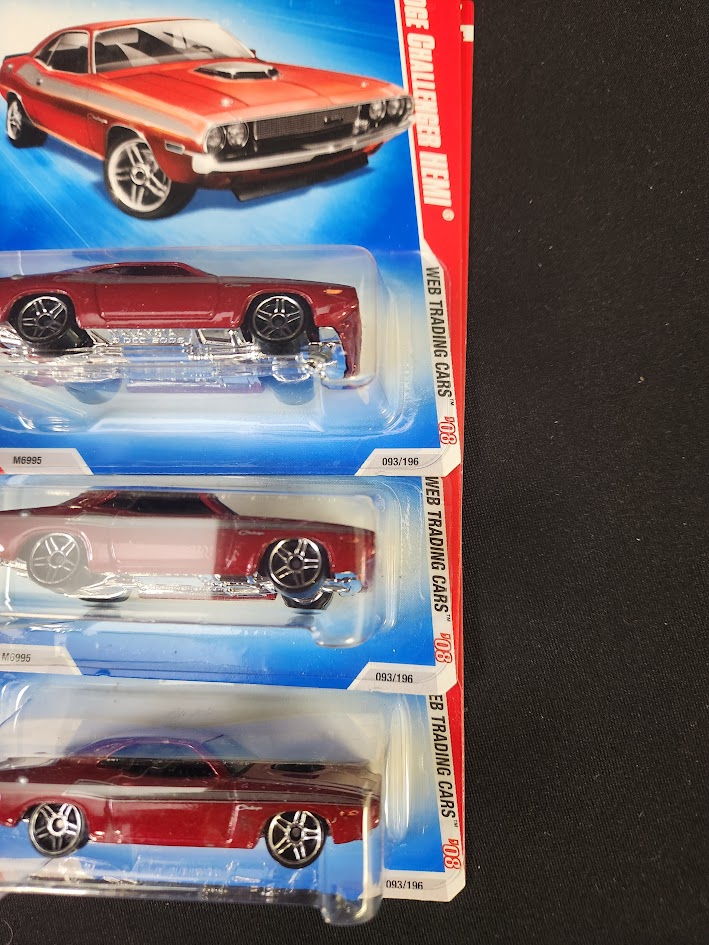 DGE CHALLENGER HEMI®
WEB TRADING CARS™ '08
M6995
093/196
WEB TRADING CARS™ '08
M6995
093/196
EB TRADING CARS™ '08
093/196